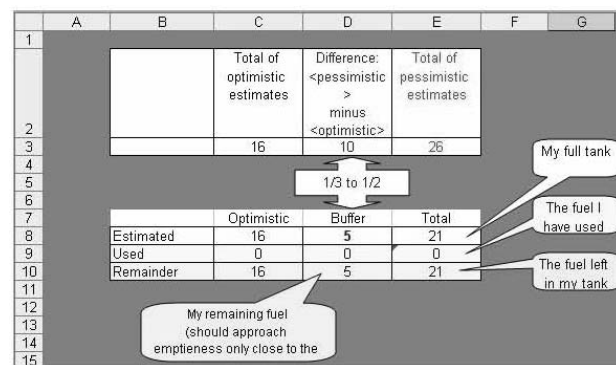 A B C D E F G
1
Total of optimistic estimates
Difference: <pessimistic > minus <optimistic>
Total of pessimistic estimates
2
3 16 10 26
4
My full tank
5 1/3 to 1/2
6
7 Optimistic Buffer Total
The fuel I have used
8 Estimated 16 5 21
9 Used 0 0 0
10 Remainder 16 5 21
The fuel left in my tank
11
12
13
14
15
My remaining fuel
(should approach
emptieness only close to the